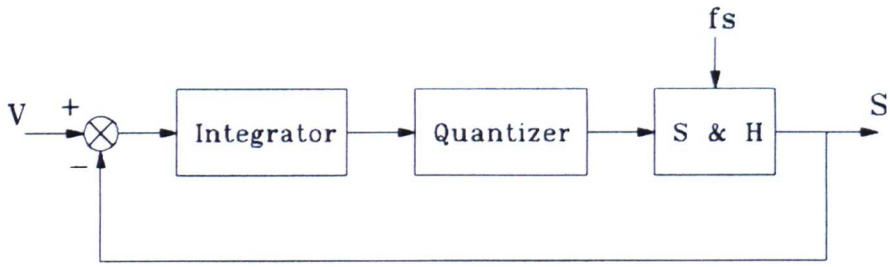 fs
V
+
−
Integrator
Quantizer
S & H
S